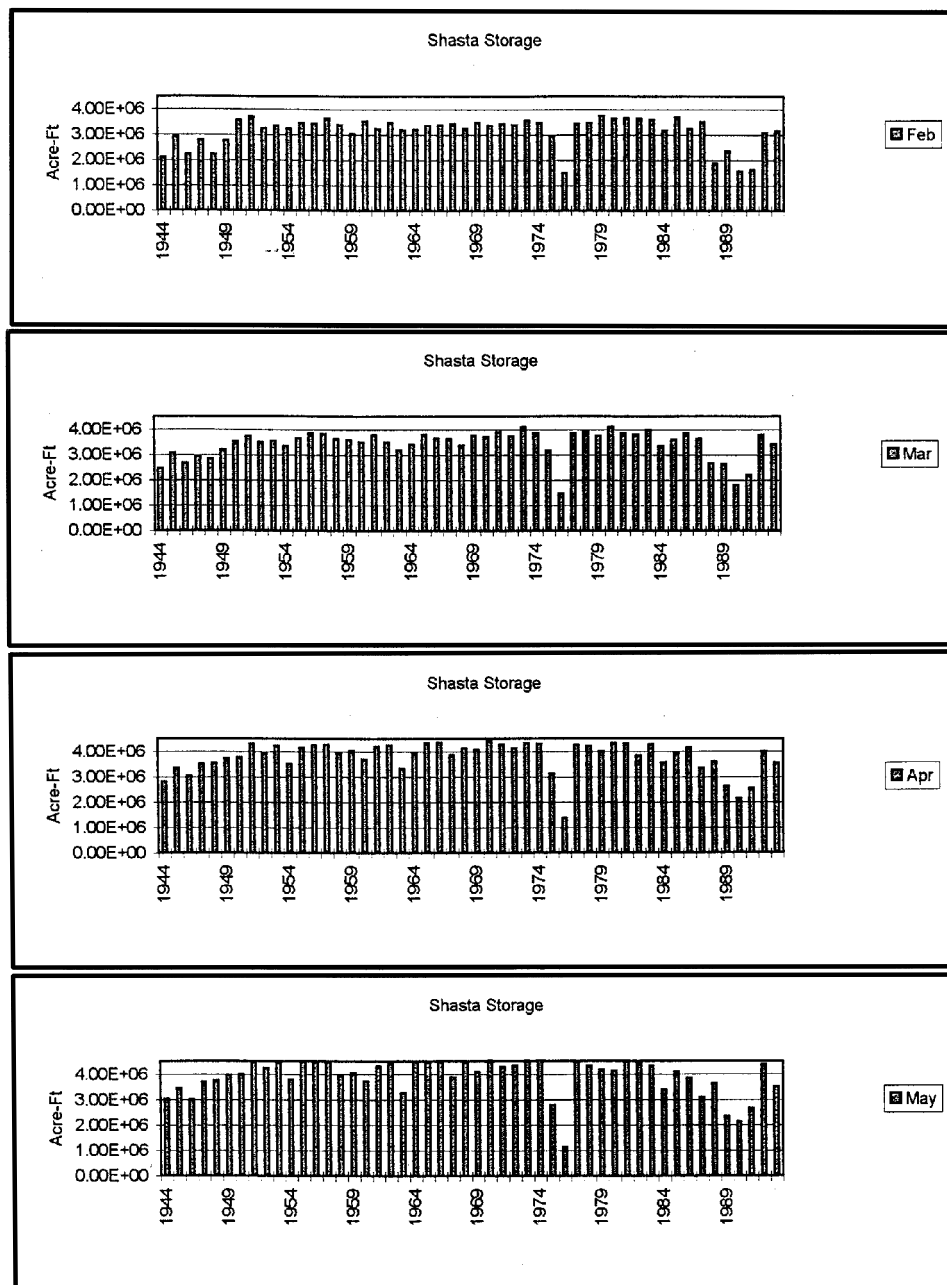 Shasta Storage
Acre-Ft
4.00E+06
3.00E+06
2.00E+06
1.00E+06
0.00E+00
1944
1949
1954
1959
1964
1969
1974
1979
1984
1989
Feb
Shasta Storage
Acre-Ft
4.00E+06
3.00E+06
2.00E+06
1.00E+06
0.00E+00
1944
1949
1954
1959
1964
1969
1974
1979
1984
1989
Mar
Shasta Storage
Acre-Ft
4.00E+06
3.00E+06
2.00E+06
1.00E+06
0.00E+00
1944
1949
1954
1959
1964
1969
1974
1979
1984
1989
Apr
Shasta Storage
Acre-Ft
4.00E+06
3.00E+06
2.00E+06
1.00E+06
0.00E+00
1944
1949
1954
1959
1964
1969
1974
1979
1984
1989
May